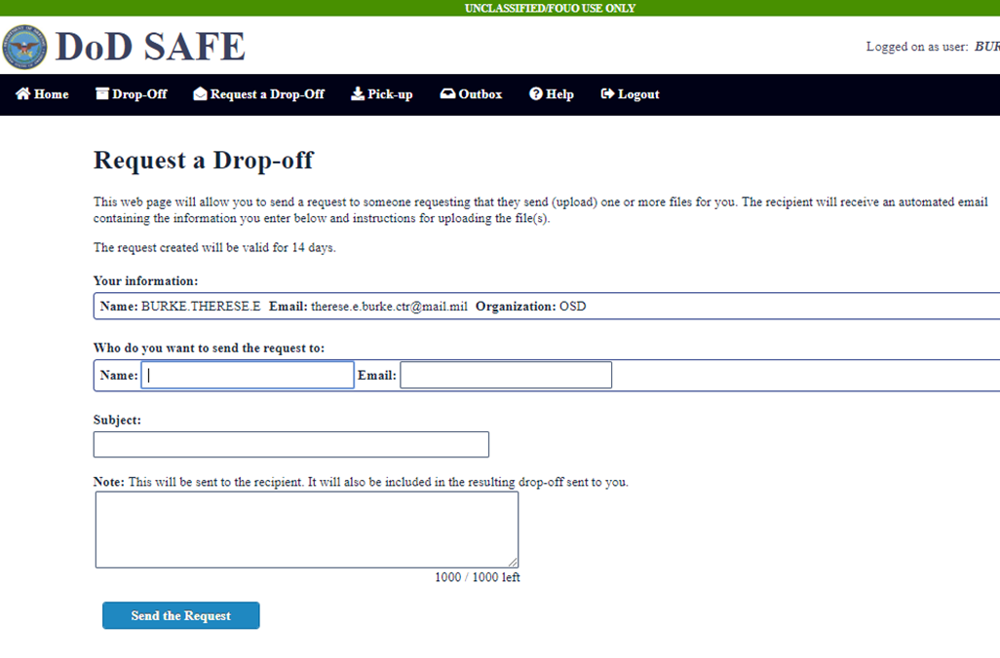 UNCLASSIFIED/FOUO USE ONLY
DoD SAFE
Logged on as user: BUR
Home Drop-Off Request a Drop-Off Pick-up Outbox Help Logout
Request a Drop-off
This web page will allow you to send a request to someone requesting that they send (upload) one or more files for you. The recipient will receive an automated email
containing the information you enter below and instructions for uploading the file(s).
The request created will be valid for 14 days.
Your information:
Name: BURKE.THERESE.E Email: therese.e.burke.ctr@mail.mil Organization: OSD
Who do you want to send the request to:
Name: Email:
Subject:
Note: This will be sent to the recipient. It will also be included in the resulting drop-off sent to you.
1000 / 1000 left
Send the Request